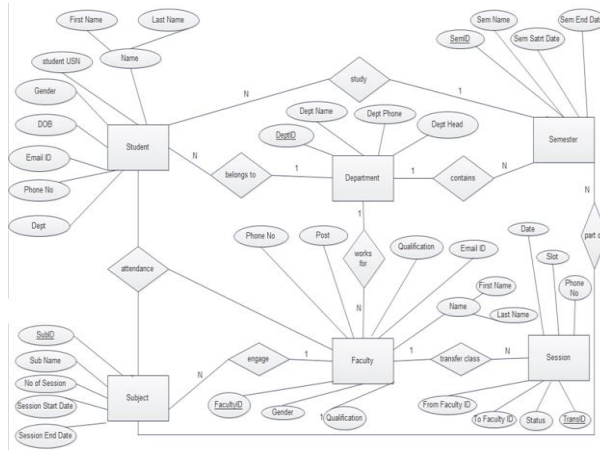 First Name
Last Name
Sem Name
Sem End Dat
SemID
Sem Satrt Date
student USN
Name
Gender
study
N
1
Dept Name
Dept Phone
DeptID
Dept Head
DOB
Student
Semester
Email ID
N
belongs to
1
Department
1
contains
N
Phone No
Dept
N
1
Phone No
Post
Qualification
Email ID
Date
part o
works
for
Slot
attendance
First Name
Phone
No
Name
Last Name
N
SubID
Sub Name
engage
1
Faculty
1
transfer class
N
Session
No of Session
N
Session Start Date
Subject
FacultyID
Gender
1
Qualification
From Faculty ID
To Faculty ID
Status
TransID
Session End Date